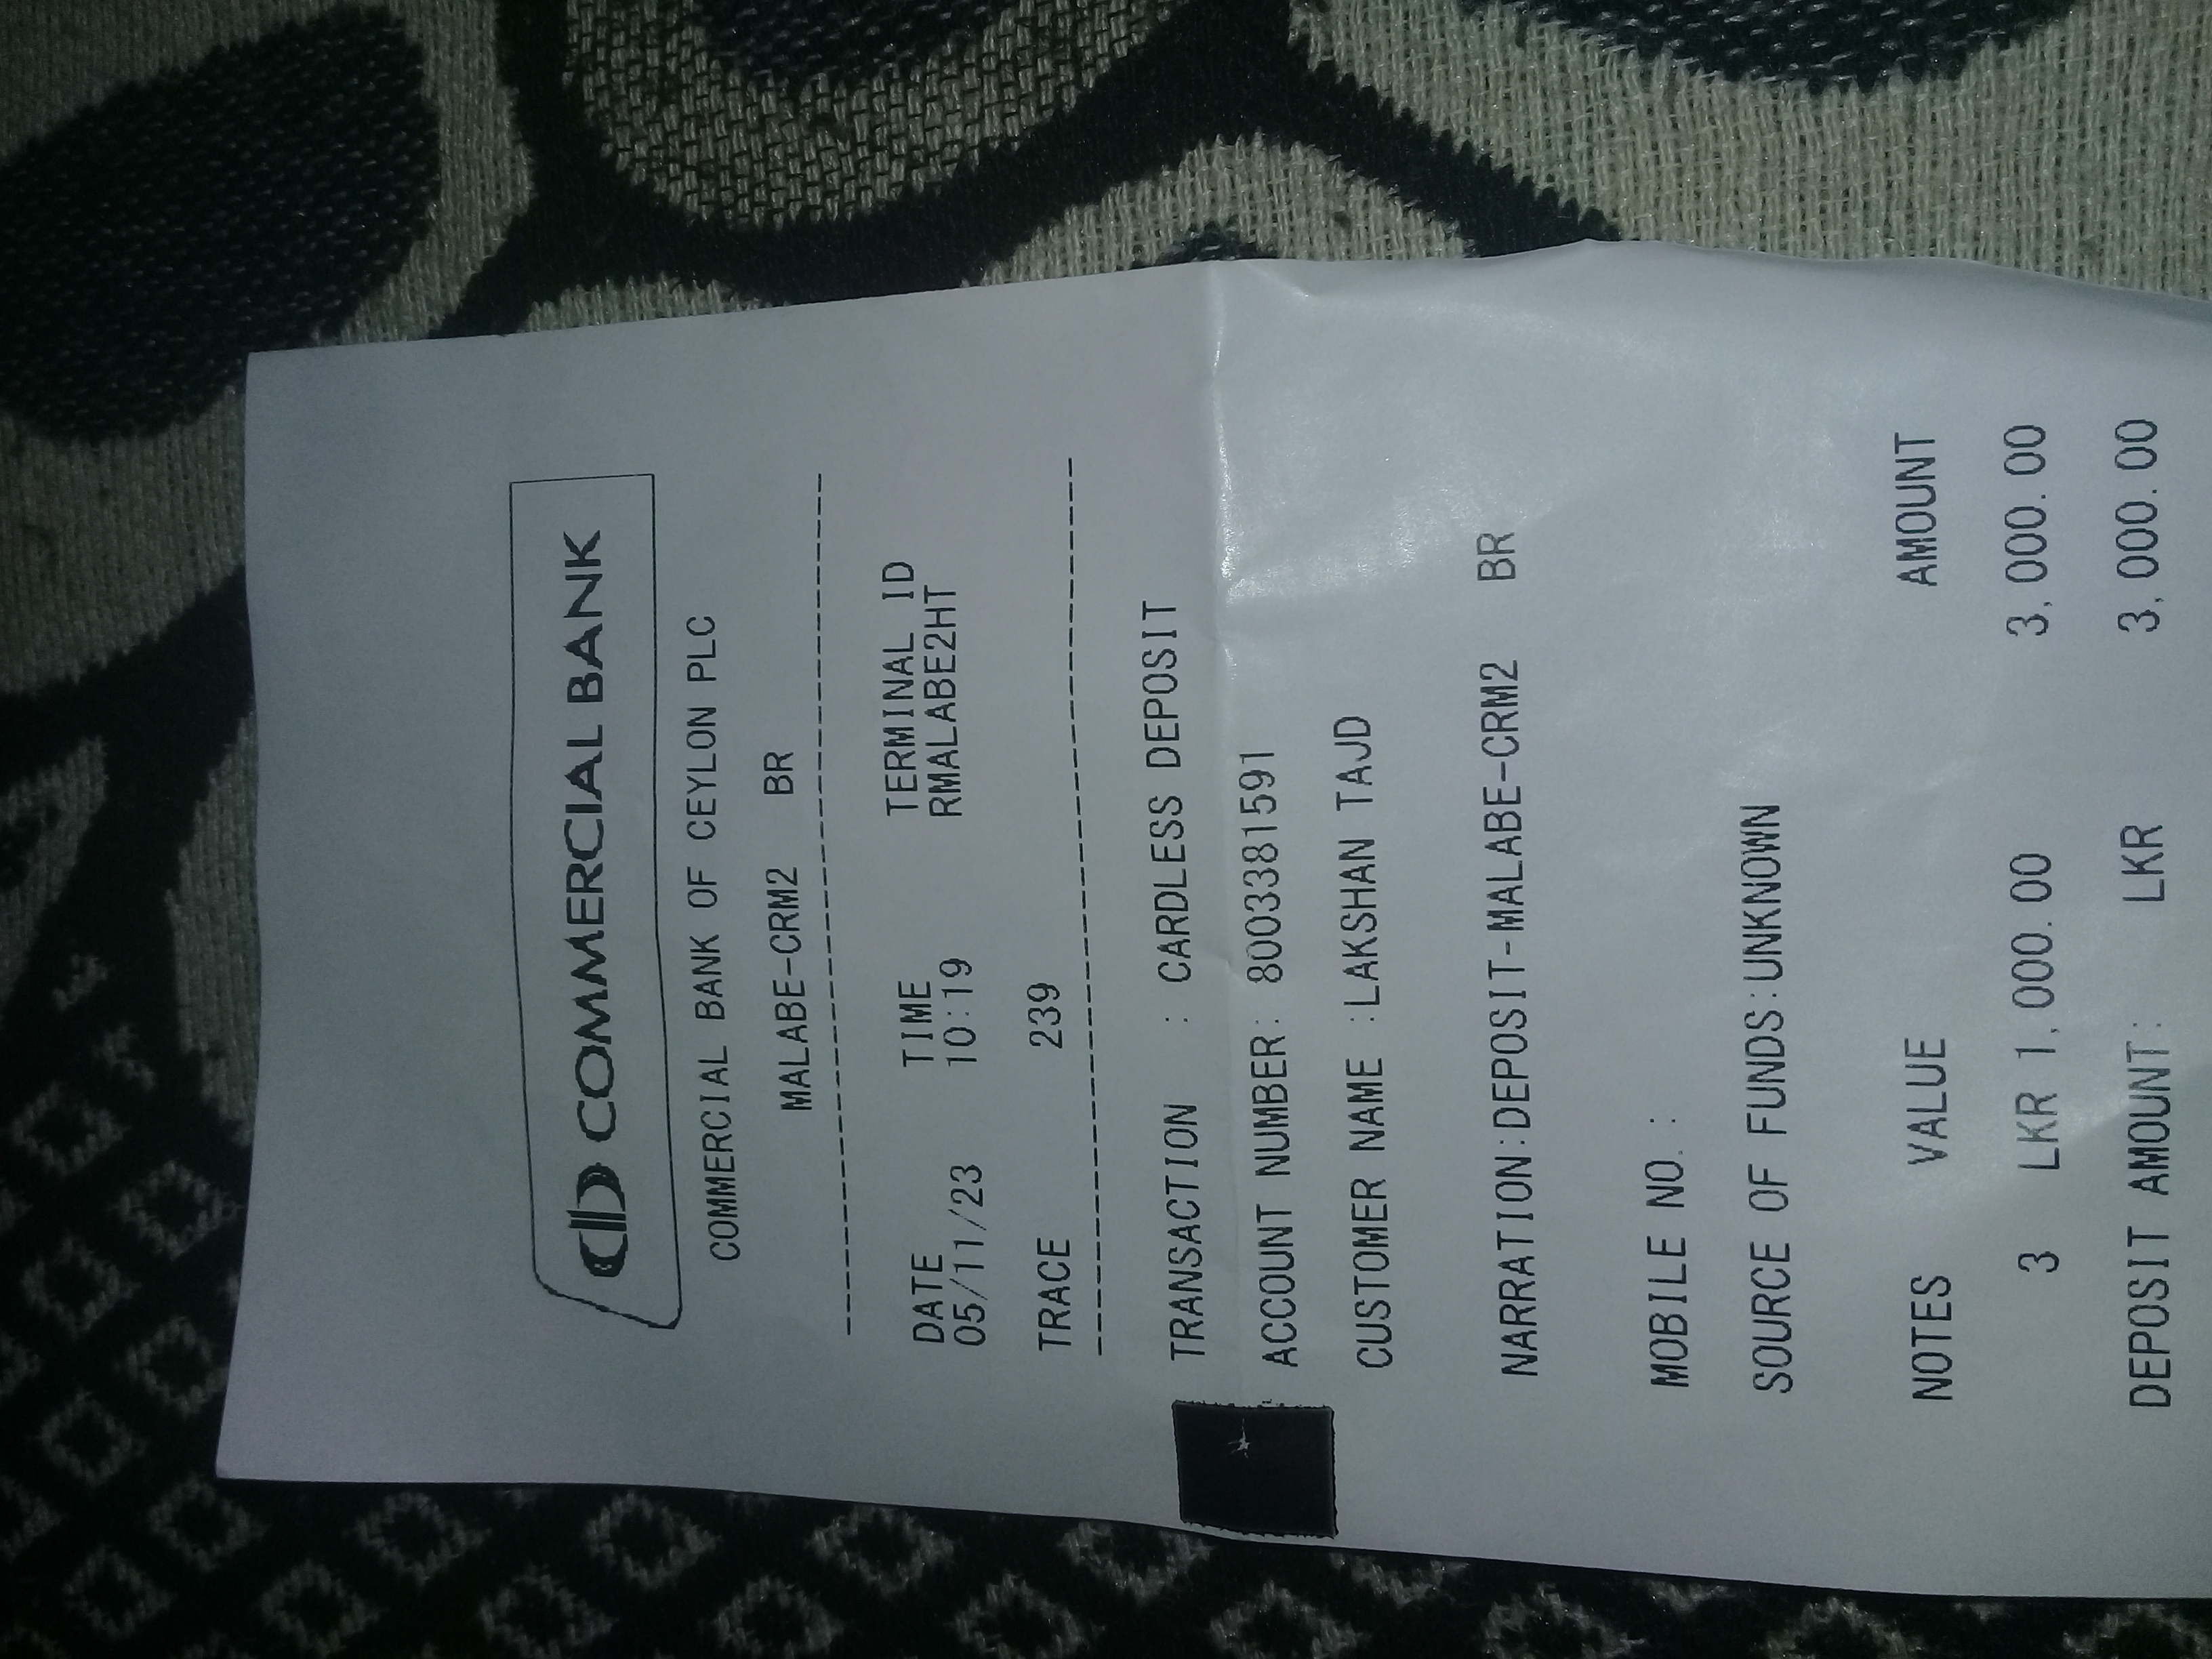 COMMERCIAL BANK
COMMERCIAL BANK OF CEYLON PLC
MALABE-CRM2 BR
--------------------------------
DATE TIME TERMINAL ID
05/11/23 10:19 RMALABE2HT
TRACE 239
--------------------------------
TRANSACTION : CARDLESS DEPOSIT
ACCOUNT NUMBER: 8003381591
CUSTOMER NAME :LAKSHAN TAJD
NARRATION:DEPOSIT-MALABE-CRM2 BR
MOBILE NO. :
SOURCE OF FUNDS:UNKNOWN
NOTES VALUE AMOUNT
3 LKR 1,000.00 3,000.00
DEPOSIT AMOUNT: LKR 3,000.00